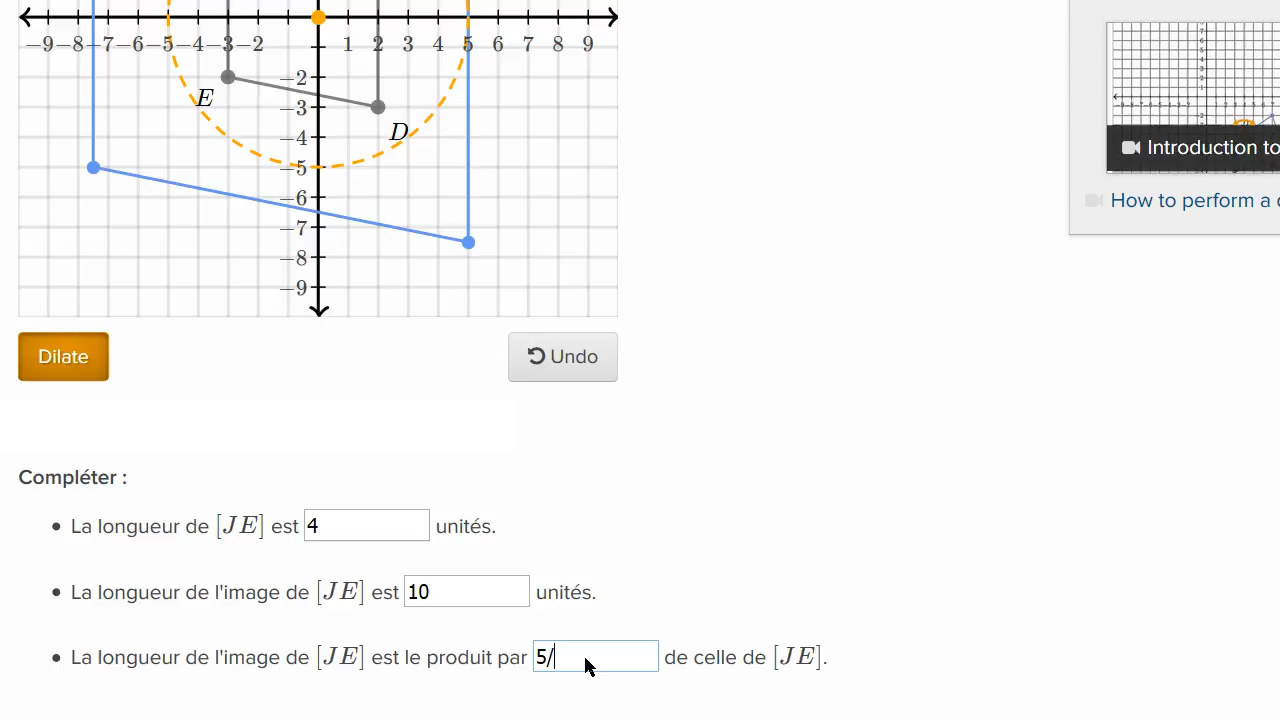 −9−8−7−6−5−4−3−2 1 2 3 4 5 6 7 8 9
−2
E
−3
D
−4
−5
−6
−7
−8
−9
Dilate
Undo
Introduction to
How to perform a
Compléter :
• La longueur de [JE] est 4 unités.
• La longueur de l'image de [JE] est 10 unités.
• La longueur de l'image de [JE] est le produit par 5/ de celle de [JE].